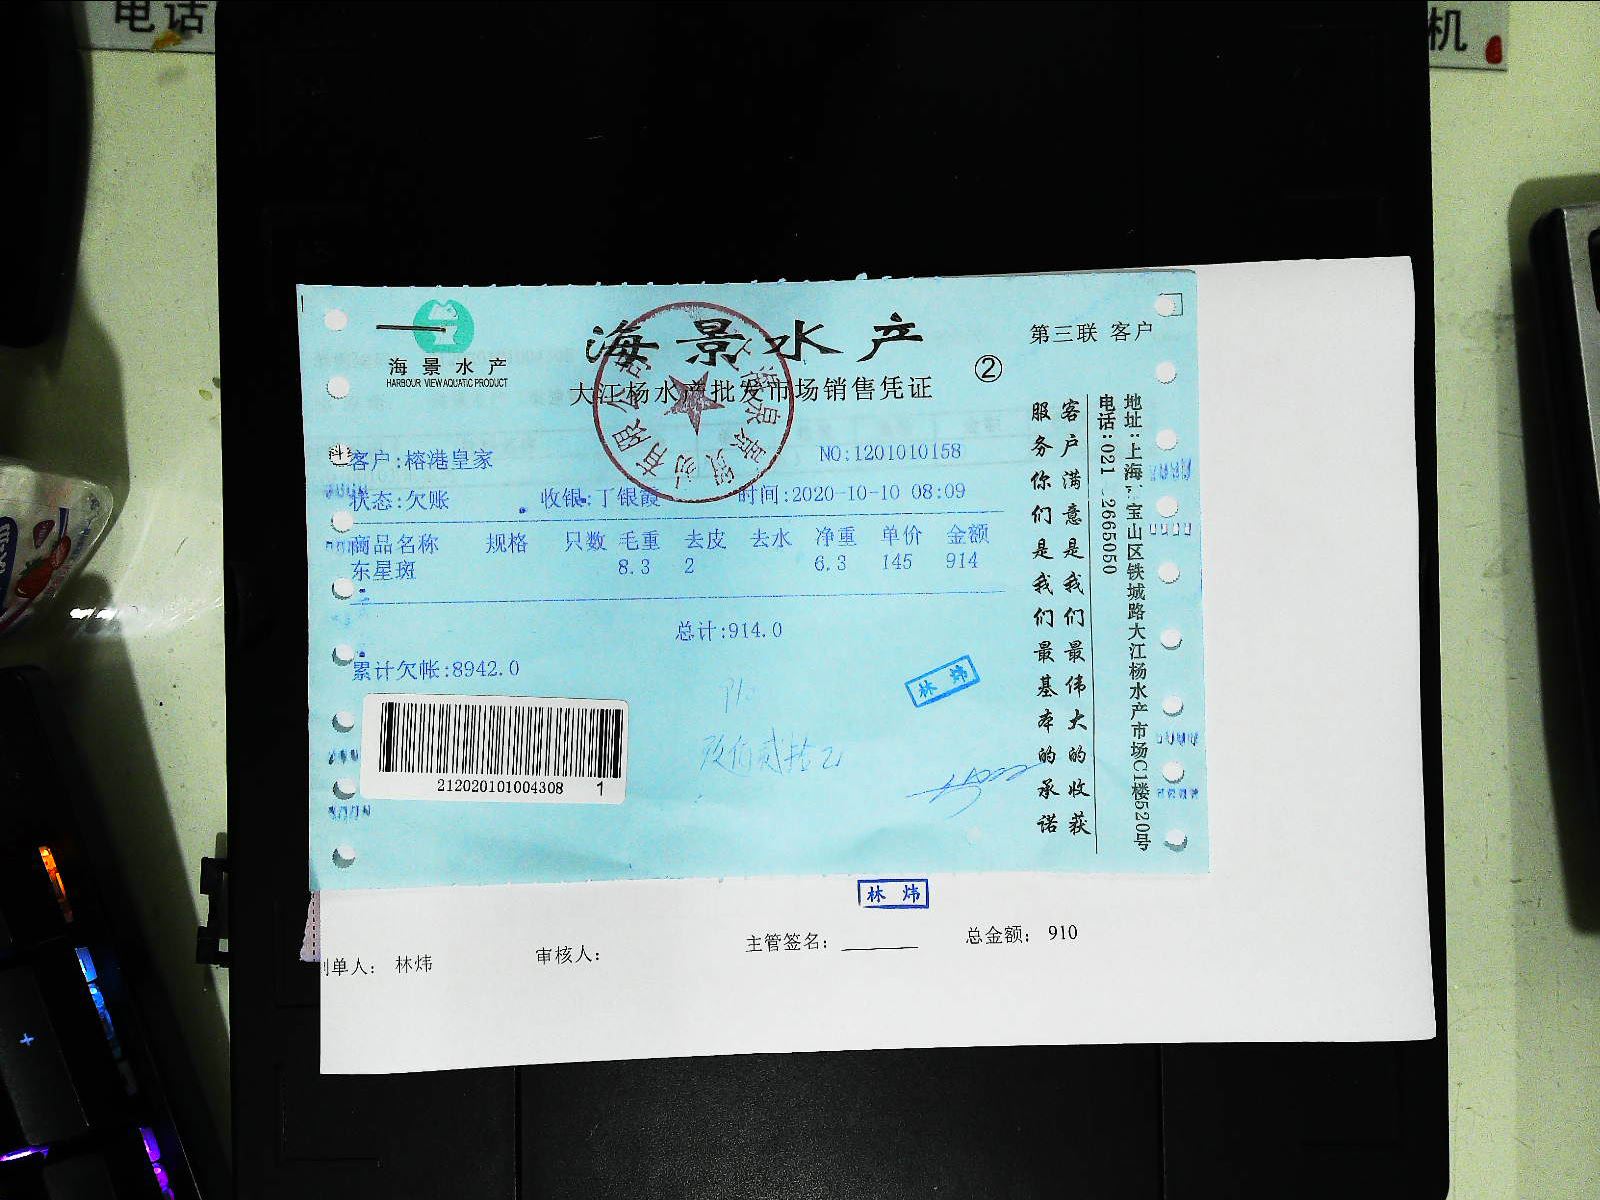 电话
机
海景水产
HARBOUR VIEW AQUATIC PRODUCT
海景水产
大江杨水产批发市场销售凭证
②
第三联 客户
客户:榕港皇家
NO:1201010158
状态:欠账
收银:丁银霞
时间:2020-10-10 08:09
商品名称 规格 只数 毛重 去皮 去水 净重 单价 金额
东星斑 8.3 2 6.3 145 914
总计:914.0
累计欠帐:8942.0
林炜
212020101004308 1
客户满意是我们最伟大的收获
服务你们是我们最基本的承诺
地址:上海 宝山区铁城路大江杨水产市场C1楼520号
电话:021 2665050
林炜
制单人: 林炜
审核人:
主管签名:
总金额: 910